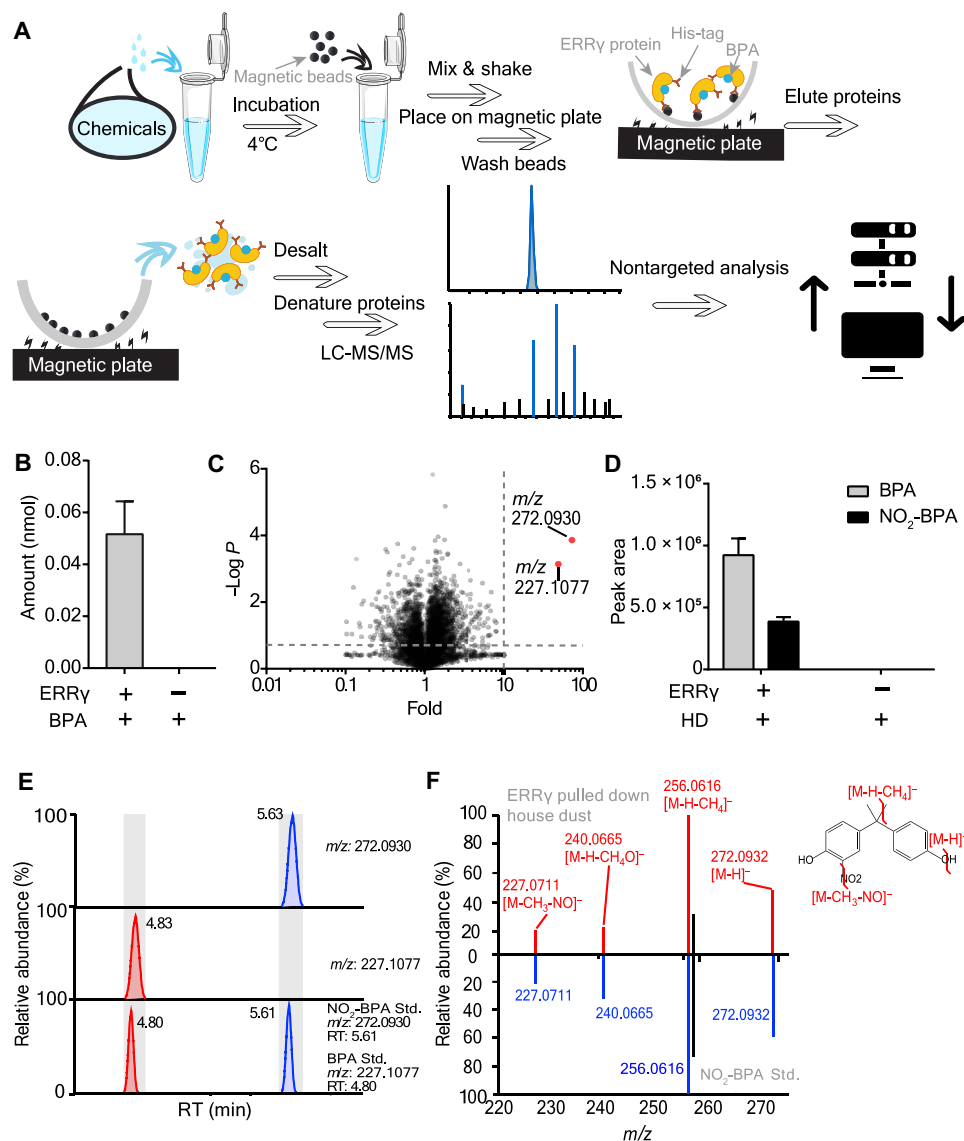 A
Chemicals
Magnetic beads
Incubation
4℃
Mix & shake
Place on magnetic plate
Wash beads
ERRγ protein
His-tag
BPA
Magnetic plate
Elute proteins
Magnetic plate
Desalt
Denature proteins
LC-MS/MS
Nontargeted analysis
B
Amount (nmol)
0.08
0.06
0.04
0.02
0.00
ERRγ + −
BPA + +
C
-Log P
6
4
2
0
m/z
272.0930
m/z
227.1077
0.01 0.1 1 10 100
Fold
D
Peak area
1.5 × 10⁶
1.0 × 10⁶
5.0 × 10⁵
0
BPA
NO₂-BPA
ERRγ + −
HD + +
E
Relative abundance (%)
100
5.63
m/z: 272.0930
100
4.83
m/z: 227.1077
100
4.80
5.61
NO₂-BPA Std.
m/z: 272.0930
RT: 5.61
BPA Std.
m/z: 227.1077
RT: 4.80
0
RT (min)
F
Relative abundance (%)
ERRγ pulled down
house dust
256.0616
[M-H-CH₄]⁻
240.0665
[M-H-CH₄O]⁻
227.0711
[M-CH₃-NO]⁻
272.0932
[M-H]⁻
[M-H-CH₄]⁻
[M-H]⁻
HO
OH
NO2
[M-CH₃-NO]⁻
100
80
60
40
20
0
20
40
60
80
100
227.0711
240.0665
256.0616
272.0932
NO₂-BPA Std.
220 230 240 250 260 270
m/z